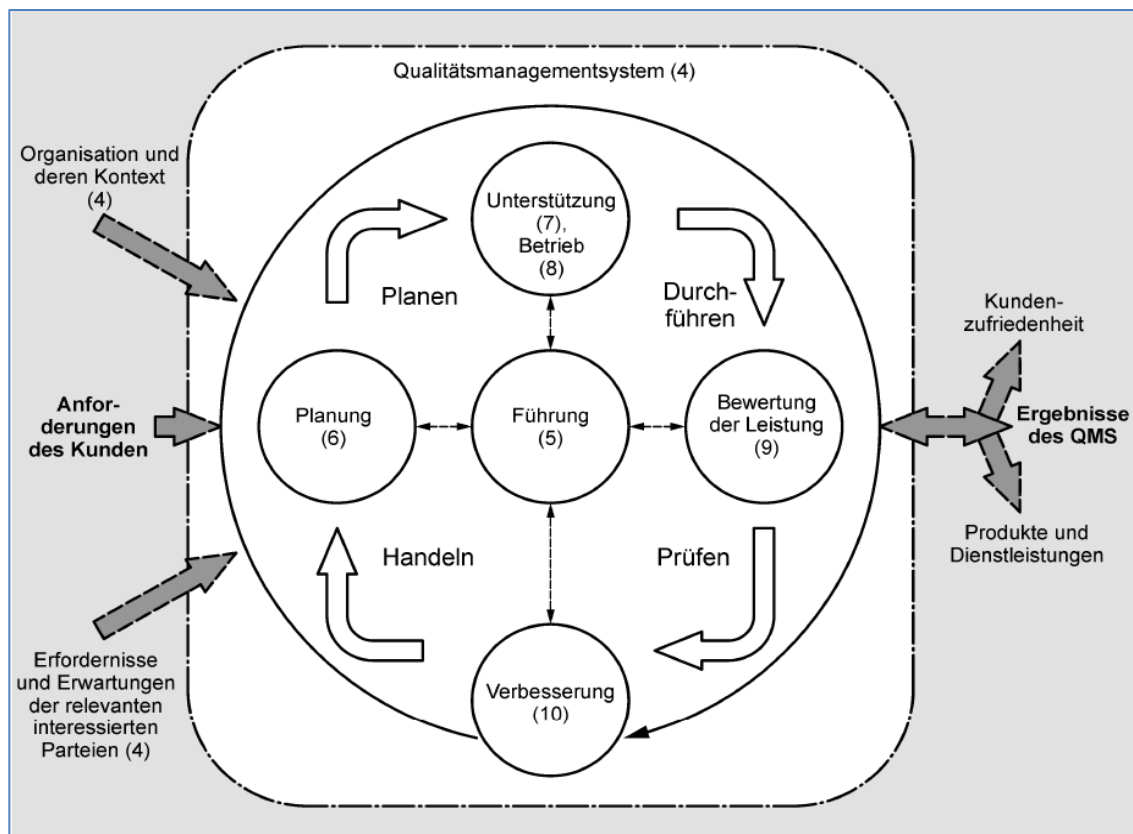 Qualitätsmanagementsystem (4)
Organisation und
deren Kontext
(4)
Anfor-
derungen
des Kunden
Erfordernisse
und Erwartungen
der relevanten
interessierten
Parteien (4)
Unterstützung
(7),
Betrieb
(8)
Planen
Durch-
führen
Planung
(6)
Führung
(5)
Bewertung
der Leistung
(9)
Handeln
Prüfen
Verbesserung
(10)
Kunden-
zufriedenheit
Ergebnisse
des QMS
Produkte und
Dienstleistungen